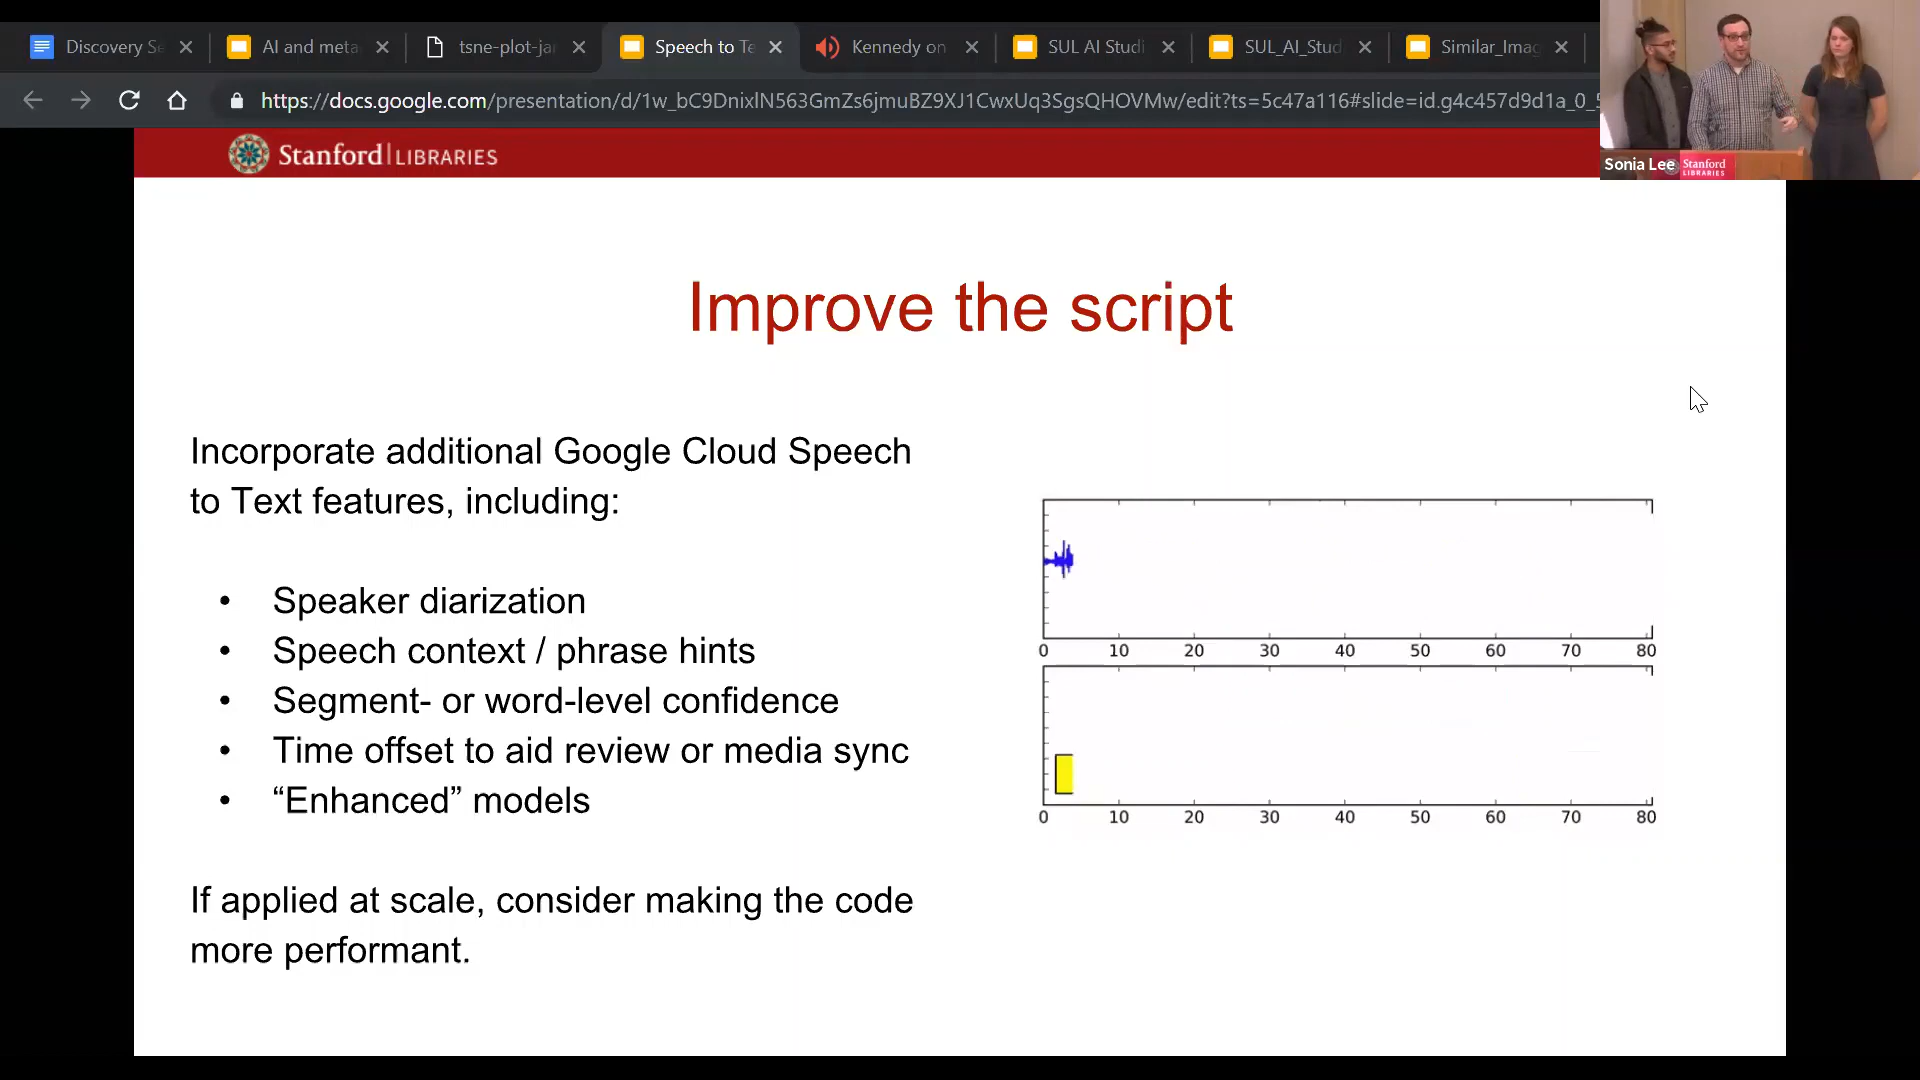 Discovery Se
AI and meta
tsne-plot-jap
Speech to Te
Kennedy on
SUL AI Studi
SUL_AI_Stud
Similar_Imag
https://docs.google.com/presentation/d/1w_bC9DnixlN563GmZs6jmuBZ9XJ1CwxUq3SgsQHOVMw/edit?ts=5c47a116#slide=id.g4c457d9d1a_0_5
Sonia Lee
Stanford
LIBRARIES
Stanford LIBRARIES
Improve the script
Incorporate additional Google Cloud Speech
to Text features, including:
• Speaker diarization
• Speech context / phrase hints
• Segment- or word-level confidence
• Time offset to aid review or media sync
• “Enhanced” models
If applied at scale, consider making the code
more performant.
0 10 20 30 40 50 60 70 80
0 10 20 30 40 50 60 70 80